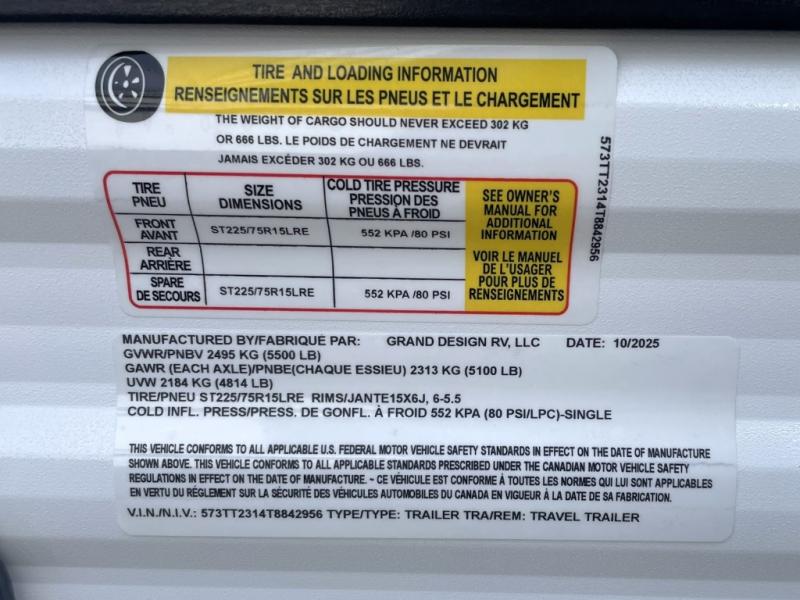 TIRE AND LOADING INFORMATION
RENSEIGNEMENTS SUR LES PNEUS ET LE CHARGEMENT
THE WEIGHT OF CARGO SHOULD NEVER EXCEED 302 KG
OR 666 LBS. LE POIDS DE CHARGEMENT NE DEVRAIT
JAMAIS EXCÉDER 302 KG OU 666 LBS.
TIRE
PNEU
SIZE
DIMENSIONS
COLD TIRE PRESSURE
PRESSION DES
PNEUS À FROID
FRONT
AVANT
ST225/75R15LRE
552 KPA /80 PSI
REAR
ARRIÈRE
SPARE
DE SECOURS
ST225/75R15LRE
552 KPA /80 PSI
SEE OWNER'S
MANUAL FOR
ADDITIONAL
INFORMATION
VOIR LE MANUEL
DE L'USAGER
POUR PLUS DE
RENSEIGNEMENTS
573TT2314T8842956
MANUFACTURED BY/FABRIQUÉ PAR: GRAND DESIGN RV, LLC DATE: 10/2025
GVWR/PNBV 2495 KG (5500 LB)
GAWR (EACH AXLE)/PNBE(CHAQUE ESSIEU) 2313 KG (5100 LB)
UVW 2184 KG (4814 LB)
TIRE/PNEU ST225/75R15LRE RIMS/JANTE15X6J, 6-5.5
COLD INFL. PRESS/PRESS. DE GONFL. À FROID 552 KPA (80 PSI/LPC)-SINGLE
THIS VEHICLE CONFORMS TO ALL APPLICABLE U.S. FEDERAL MOTOR VEHICLE SAFETY STANDARDS IN EFFECT ON THE DATE OF MANUFACTURE
SHOWN ABOVE. THIS VEHICLE CONFORMS TO ALL APPLICABLE STANDARDS PRESCRIBED UNDER THE CANADIAN MOTOR VEHICLE SAFETY
REGULATIONS IN EFFECT ON THE DATE OF MANUFACTURE. ~ CE VÉHICULE EST CONFORME À TOUTES LES NORMES QUI LUI SONT APPLICABLES
EN VERTU DU RÉGLEMENT SUR LA SÉCURITÉ DES VÉHICULES AUTOMOBILES DU CANADA EN VIGUEUR À LA DATE DE SA FABRICATION.
V.I.N./N.I.V.: 573TT2314T8842956 TYPE/TYPE: TRAILER TRA/REM: TRAVEL TRAILER